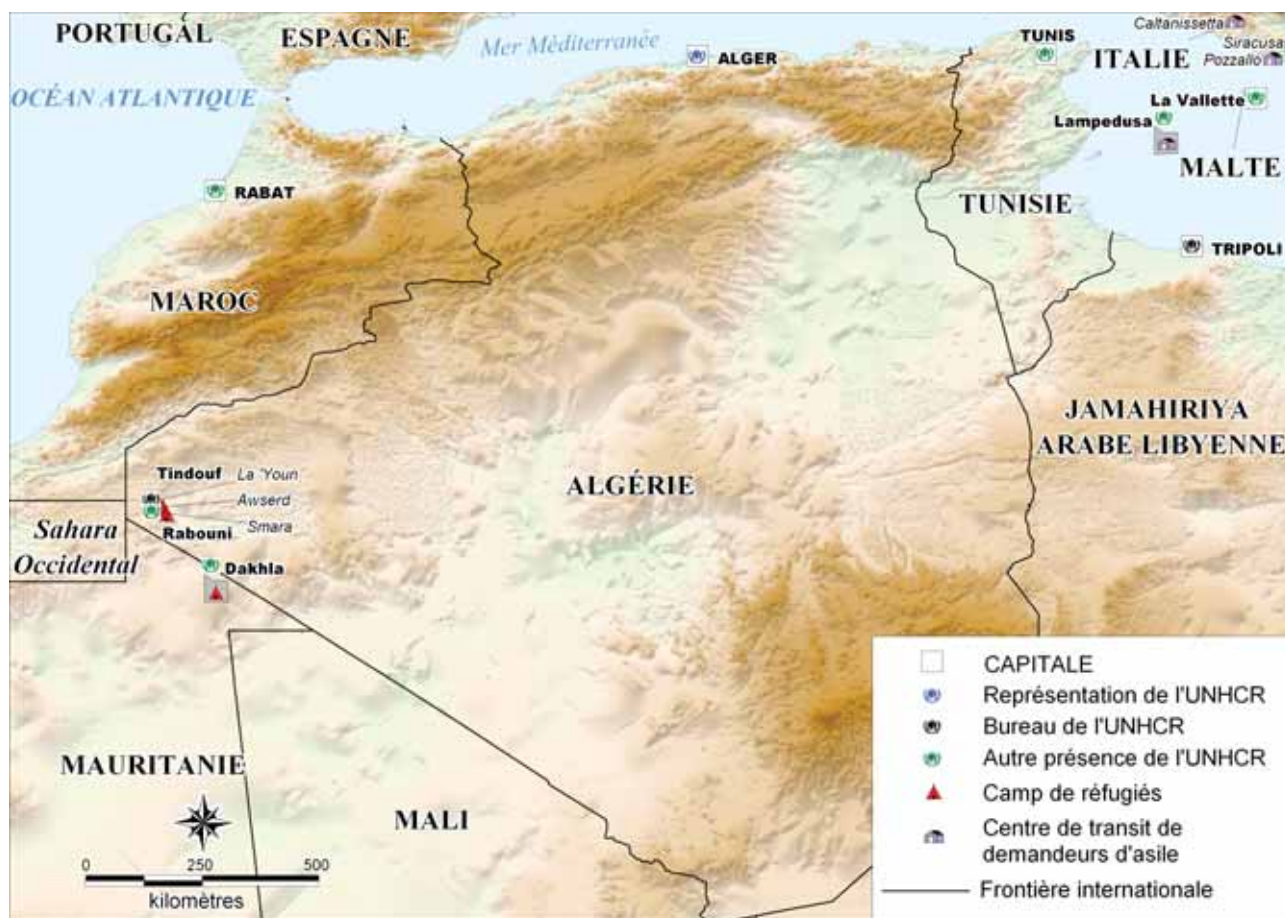 PORTUGAL
ESPAGNE
Mer Méditerranée
ALGER
TUNIS
Caltanissetta
Siracusa
ITALIE
Pozzallo
OCÉAN ATLANTIQUE
La Vallette
Lampedusa
MALTE
RABAT
TUNISIE
TRIPOLI
MAROC
JAMAHIRIYA
ARABE LIBYENNE
Tindouf
La 'Youn
ALGÉRIE
Awserd
Smara
Rabouni
Sahara
Occidental
Dakhla
MAURITANIE
MALI
0 250 500
kilomètres
CAPITALE
Représentation de l'UNHCR
Bureau de l'UNHCR
Autre présence de l'UNHCR
Camp de réfugiés
Centre de transit de
demandeurs d'asile
Frontière internationale